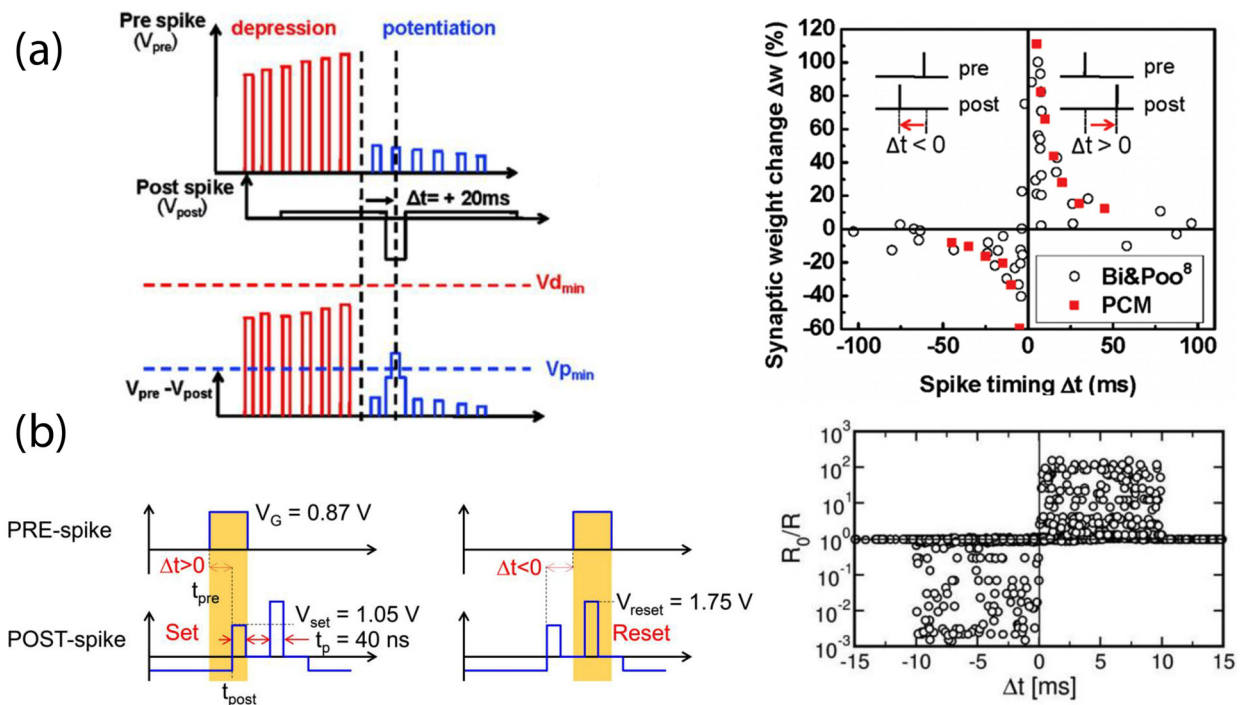 (a)
Pre spike
(Vpre)
depression
potentiation
Post spike
(Vpost)
Δt= + 20ms
Vdmin
Vpmin
Vpre -Vpost
Synaptic weight change Δw (%)
120
100
80
60
40
20
0
-20
-40
-60
pre
post
Δt < 0
pre
post
Δt > 0
Bi&Poo8
PCM
-100
-50
0
50
100
Spike timing Δt (ms)
(b)
PRE-spike
VG = 0.87 V
Δt>0
tpre
POST-spike
Set
Vset = 1.05 V
tp = 40 ns
tpost
Δt<0
Vreset = 1.75 V
Reset
R0/R
103
102
101
100
10-1
10-2
10-3
-15
-10
-5
0
5
10
15
Δt [ms]